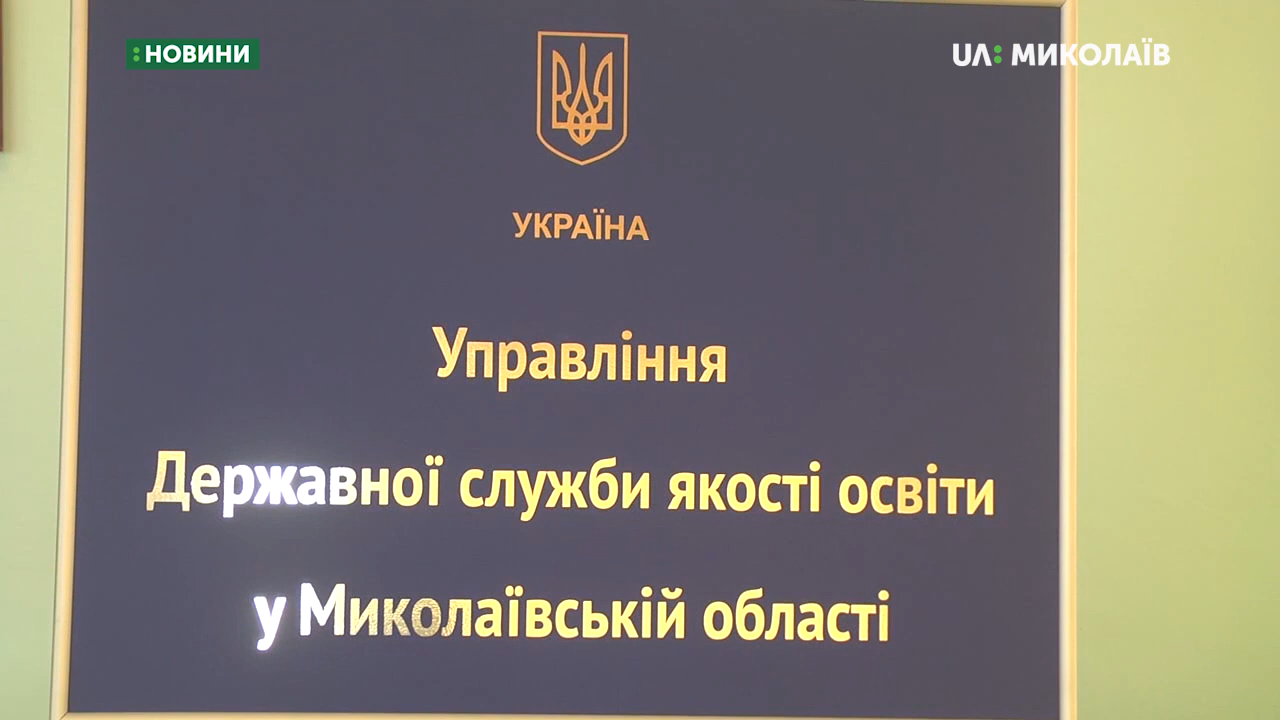 :НОВИНИ
UA: МИКОЛАЇВ
УКРАЇНА
Управління
Державної служби якості освіти
у Миколаївській області